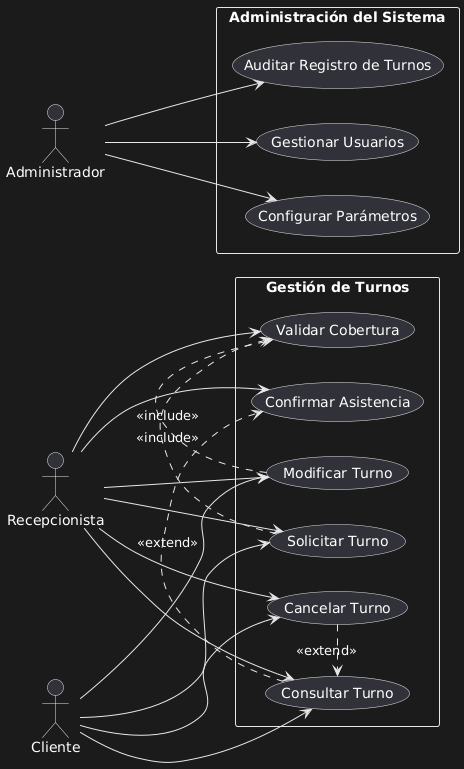 Administración del Sistema
Auditar Registro de Turnos
Gestionar Usuarios
Administrador
Configurar Parámetros
Gestión de Turnos
Validar Cobertura
Confirmar Asistencia
«include»
«include»
Modificar Turno
Recepcionista
Solicitar Turno
«extend»
Cancelar Turno
«extend»
Consultar Turno
Cliente